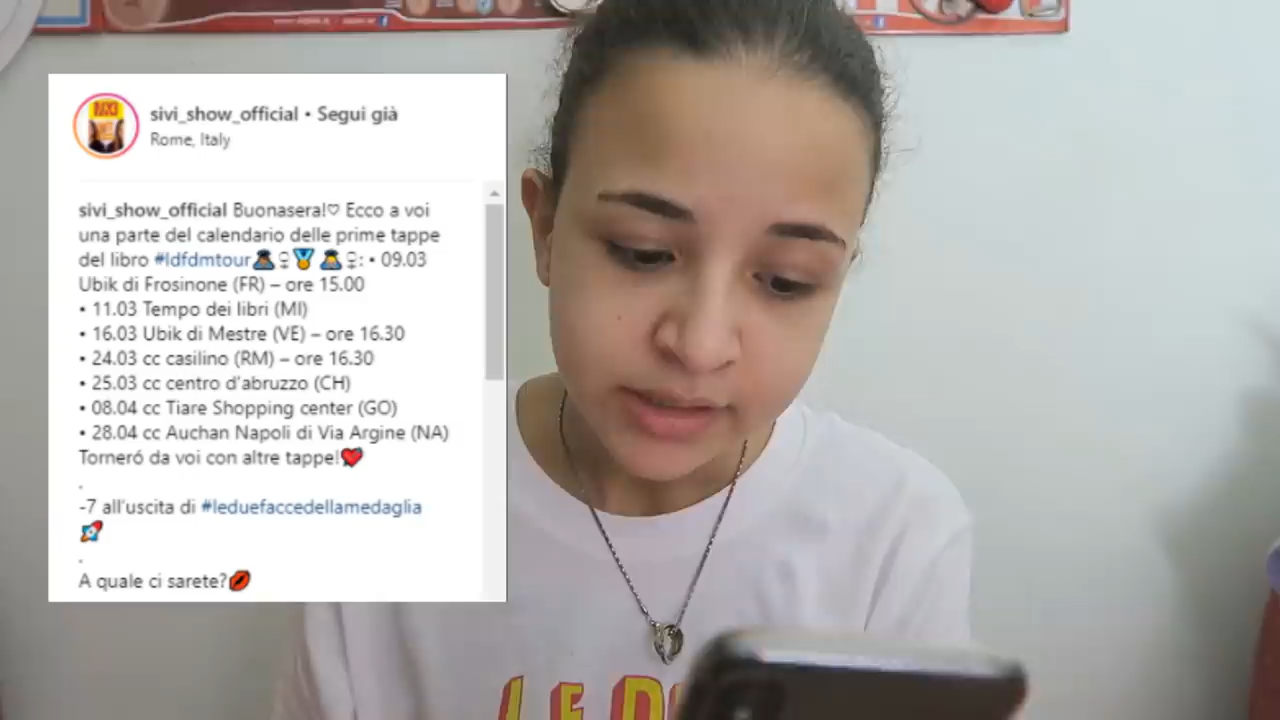 sivi_show_official • Segui già
Rome, Italy
sivi_show_official Buonasera!♡ Ecco a voi
una parte del calendario delle prime tappe
del libro #ldfdmtour♀🏅♀: • 09.03
Ubik di Frosinone (FR) – ore 15.00
• 11.03 Tempo dei libri (MI)
• 16.03 Ubik di Mestre (VE) – ore 16.30
• 24.03 cc casilino (RM) – ore 16.30
• 25.03 cc centro d'abruzzo (CH)
• 08.04 cc Tiare Shopping center (GO)
• 28.04 cc Auchan Napoli di Via Argine (NA)
Torneró da voi con altre tappe!💘
.
-7 all'uscita di #leduefaccedellamedaglia
🚀
.
A quale ci sarete?💋
LE DU